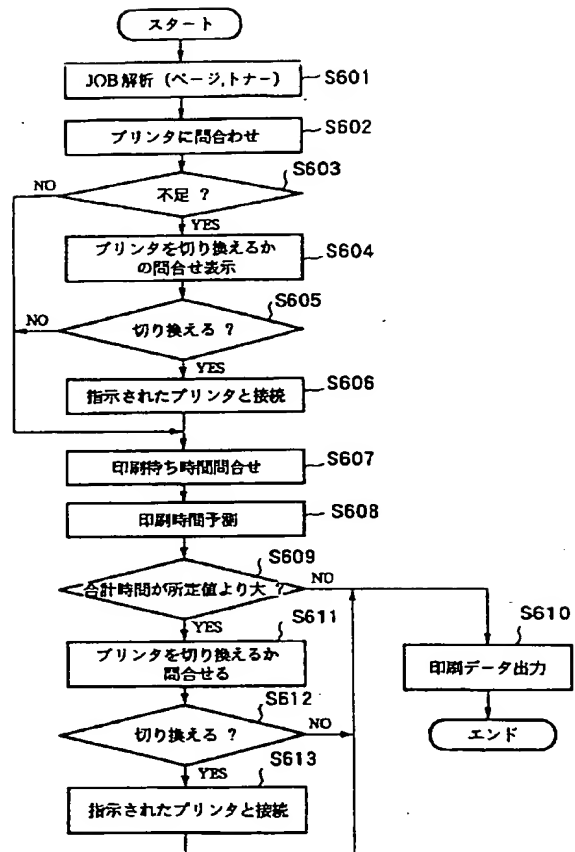 スタート
JOB解析 (ページ,トナー)
S601
プリンタに問合わせ
S602
S603
NO
不足 ?
YES
プリンタを切り換えるか
の問合せ表示
S604
S605
NO
切り換える ?
YES
指示されたプリンタと接続
S606
印刷待ち時間問合せ
S607
印刷時間予測
S608
S609
合計時間が所定値より大 ?
NO
YES
S611
プリンタを切り換えるか
問合せる
S610
印刷データ出力
S612
切り換える ?
NO
エンド
YES
S613
指示されたプリンタと接続